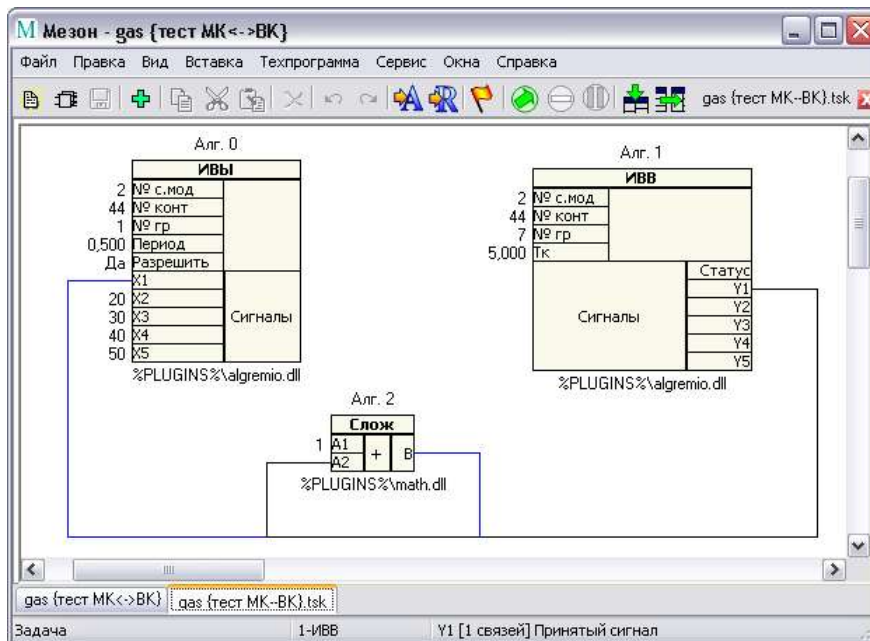 Мезон - gas {тест МК<->ВК}
Файл Правка Вид Вставка Техпрограмма Сервис Окна Справка
gas {тест МК--ВК}.tsk
Алг. 0
ИВЫ
2 № с.мод
44 № конт
1 № гр
0,500 Период
Да Разрешить
X1
20 X2
30 X3
40 X4
50 X5
Сигналы
%PLUGINS%\algremio.dll
Алг. 1
ИВВ
2 № с.мод
44 № конт
7 № гр
5,000 Тк
Сигналы
Статус
Y1
Y2
Y3
Y4
Y5
%PLUGINS%\algremio.dll
Алг. 2
Слож
1 A1
A2
+
B
%PLUGINS%\math.dll
gas {тест МК<->ВК} gas {тест МК--ВК}.tsk
Задача 1-ИВВ Y1 [1 связей] Принятый сигнал